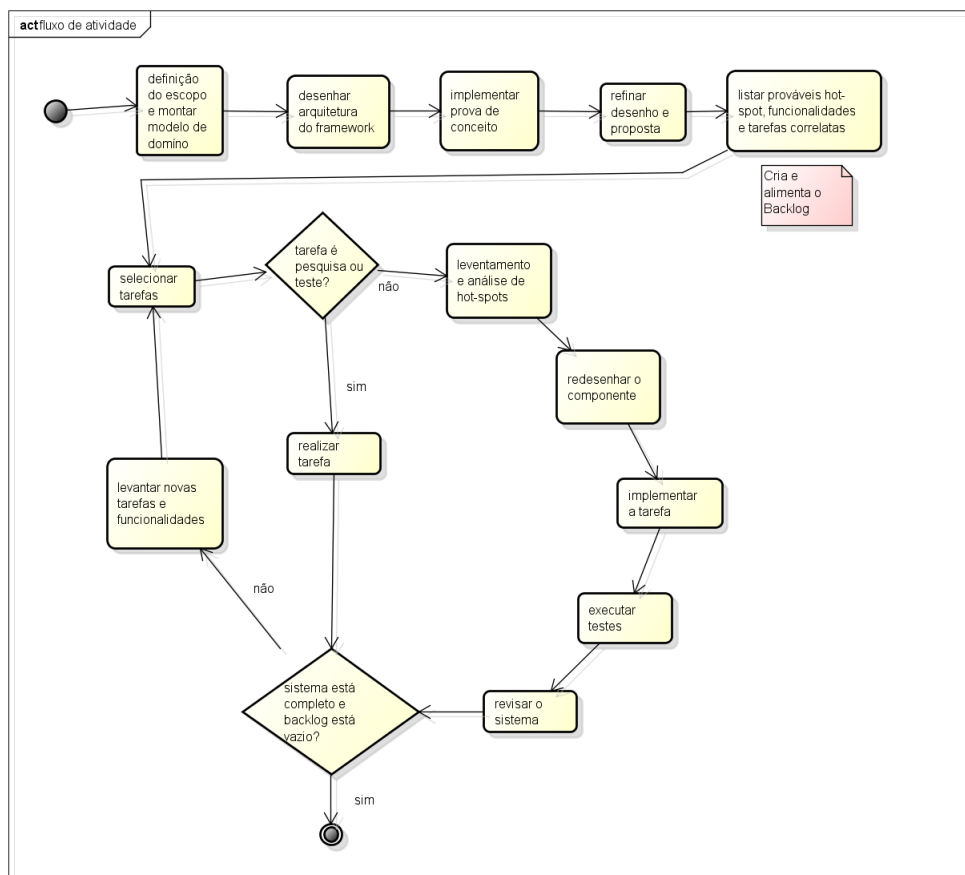 act fluxo de atividade
definição
do escopo
e montar
modelo de
domíno
desenhar
arquitetura
do framework
implementar
prova de
conceito
refinar
desenho e
proposta
listar prováveis hot-
spot, funcionalidades
e tarefas correlatas
Cria e
alimenta o
Backlog
selecionar
tarefas
tarefa é
pesquisa ou
teste?
não
leventamento
e análise de
hot-spots
redesenhar o
componente
sim
realizar
tarefa
levantar novas
tarefas e
funcionalidades
implementar
a tarefa
não
executar
testes
sistema está
completo e
backlog está
vazio?
revisar o
sistema
sim